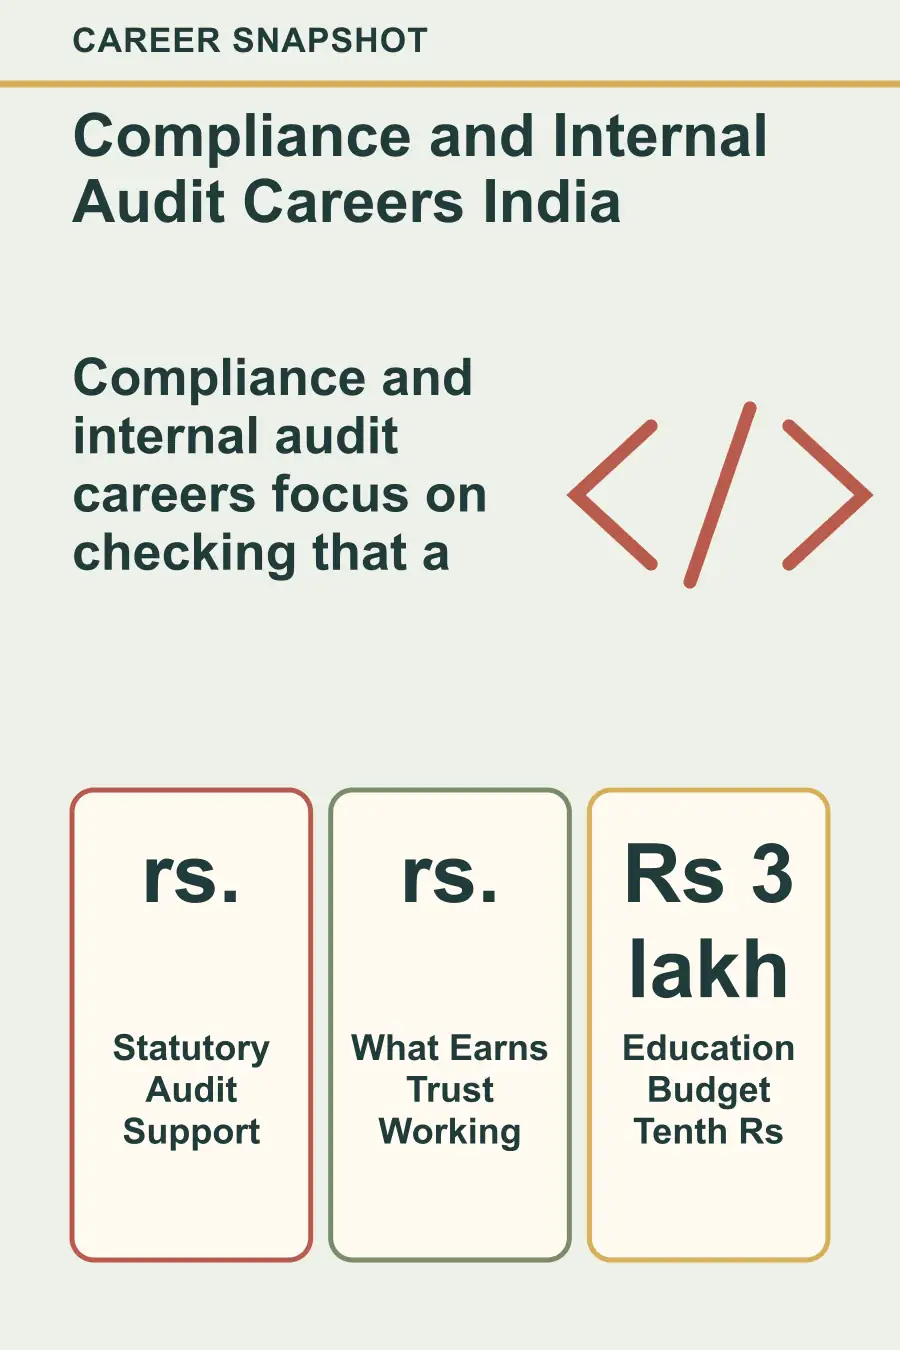 CAREER SNAPSHOT
Compliance and Internal
Audit Careers India
Compliance and
internal audit
careers focus on
checking that a
</>
rs.
Statutory
Audit
Support
rs.
What Earns
Trust
Working
Rs 3
lakh
Education
Budget
Tenth Rs